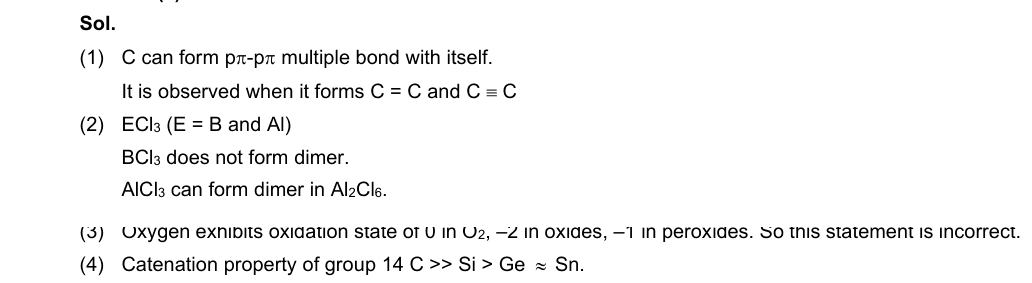 Sol.
(1) C can form pπ-pπ multiple bond with itself.
It is observed when it forms C = C and C ≡ C
(2) ECl₃ (E = B and Al)
BCl₃ does not form dimer.
AlCl₃ can form dimer in Al₂Cl₆.
(3) Oxygen exhibits oxidation state of 0 in O₂, –2 in oxides, –1 in peroxides. So this statement is incorrect.
(4) Catenation property of group 14 C >> Si > Ge ≈ Sn.